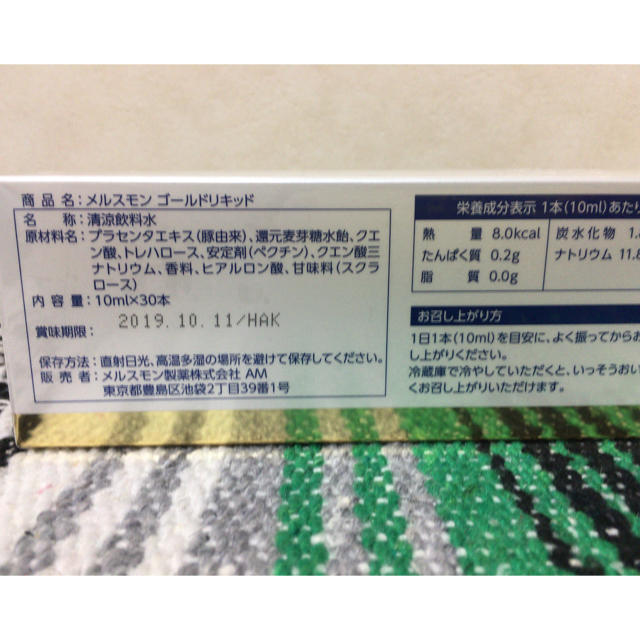 商 品 名：メルスモン ゴールドリキッド
名　　称：清涼飲料水
原材料名：プラセンタエキス（豚由来）、還元麦芽糖水飴、クエ
ン酸、トレハロース、安定剤（ペクチン）、クエン酸三
ナトリウム、香料、ヒアルロン酸、甘味料（スクラ
ロース）
内 容 量：10ml×30本
賞味期限： 2019.10.11/HAK
保存方法：直射日光、高温多湿の場所を避けて保存してください。
販 売 者：メルスモン製薬株式会社 AM
東京都豊島区池袋2丁目39番1号
栄養成分表示 1本（10ml）あたり
熱　　量 8.0kcal 炭水化物 1.
たんぱく質 0.2g ナトリウム 11.8
脂　　質 0.0g
お召し上がり方
1日1本（10ml）を目安に、よく振ってからお
し上がりください。
冷蔵庫で冷やしていただくと、いっそうおい
くお召し上がりいただけます。